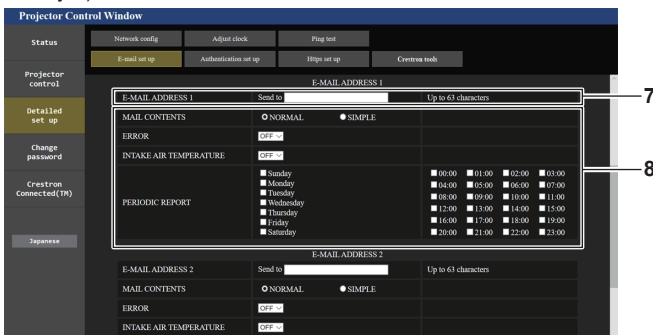 Projector Control Window
Status
Network config Adjust clock Ping test
E-mail set up Authentication set up Https set up Crestron tools
Projector control
Detailed set up
Change password
Crestron Connected(TM)
Japanese
E-MAIL ADDRESS 1
E-MAIL ADDRESS 1 Send to Up to 63 characters
7
MAIL CONTENTS NORMAL SIMPLE
ERROR OFF
INTAKE AIR TEMPERATURE OFF
8
PERIODIC REPORT
Sunday 00:00 01:00 02:00 03:00
Monday 04:00 05:00 06:00 07:00
Tuesday 08:00 09:00 10:00 11:00
Wednesday 12:00 13:00 14:00 15:00
Thursday 16:00 17:00 18:00 19:00
Friday 20:00 21:00 22:00 23:00
Saturday
E-MAIL ADDRESS 2
E-MAIL ADDRESS 2 Send to Up to 63 characters
MAIL CONTENTS NORMAL SIMPLE
ERROR OFF
INTAKE AIR TEMPERATURE OFF